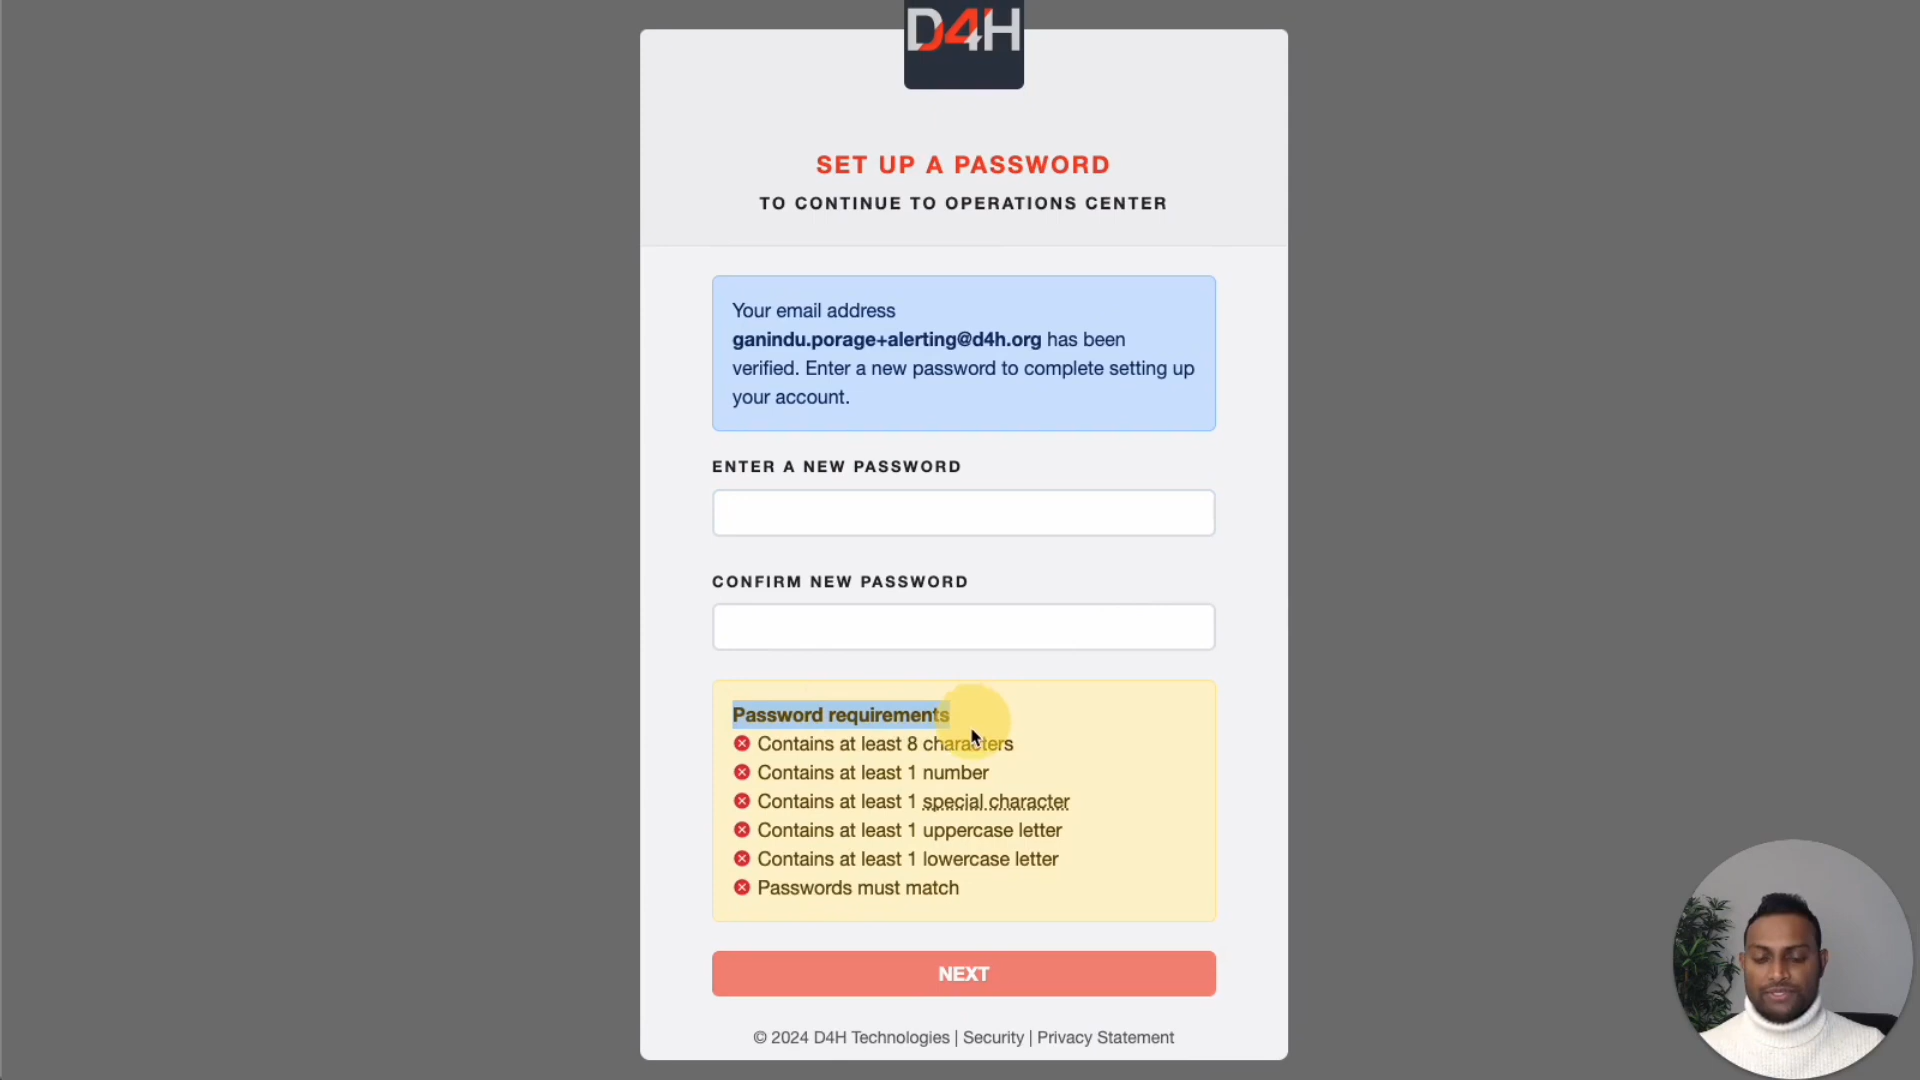 D4H
SET UP A PASSWORD
TO CONTINUE TO OPERATIONS CENTER
Your email address
ganindu.porage+alerting@d4h.org has been
verified. Enter a new password to complete setting up
your account.
ENTER A NEW PASSWORD
CONFIRM NEW PASSWORD
Password requirements
Contains at least 8 characters
Contains at least 1 number
Contains at least 1 special character
Contains at least 1 uppercase letter
Contains at least 1 lowercase letter
Passwords must match
NEXT
© 2024 D4H Technologies | Security | Privacy Statement